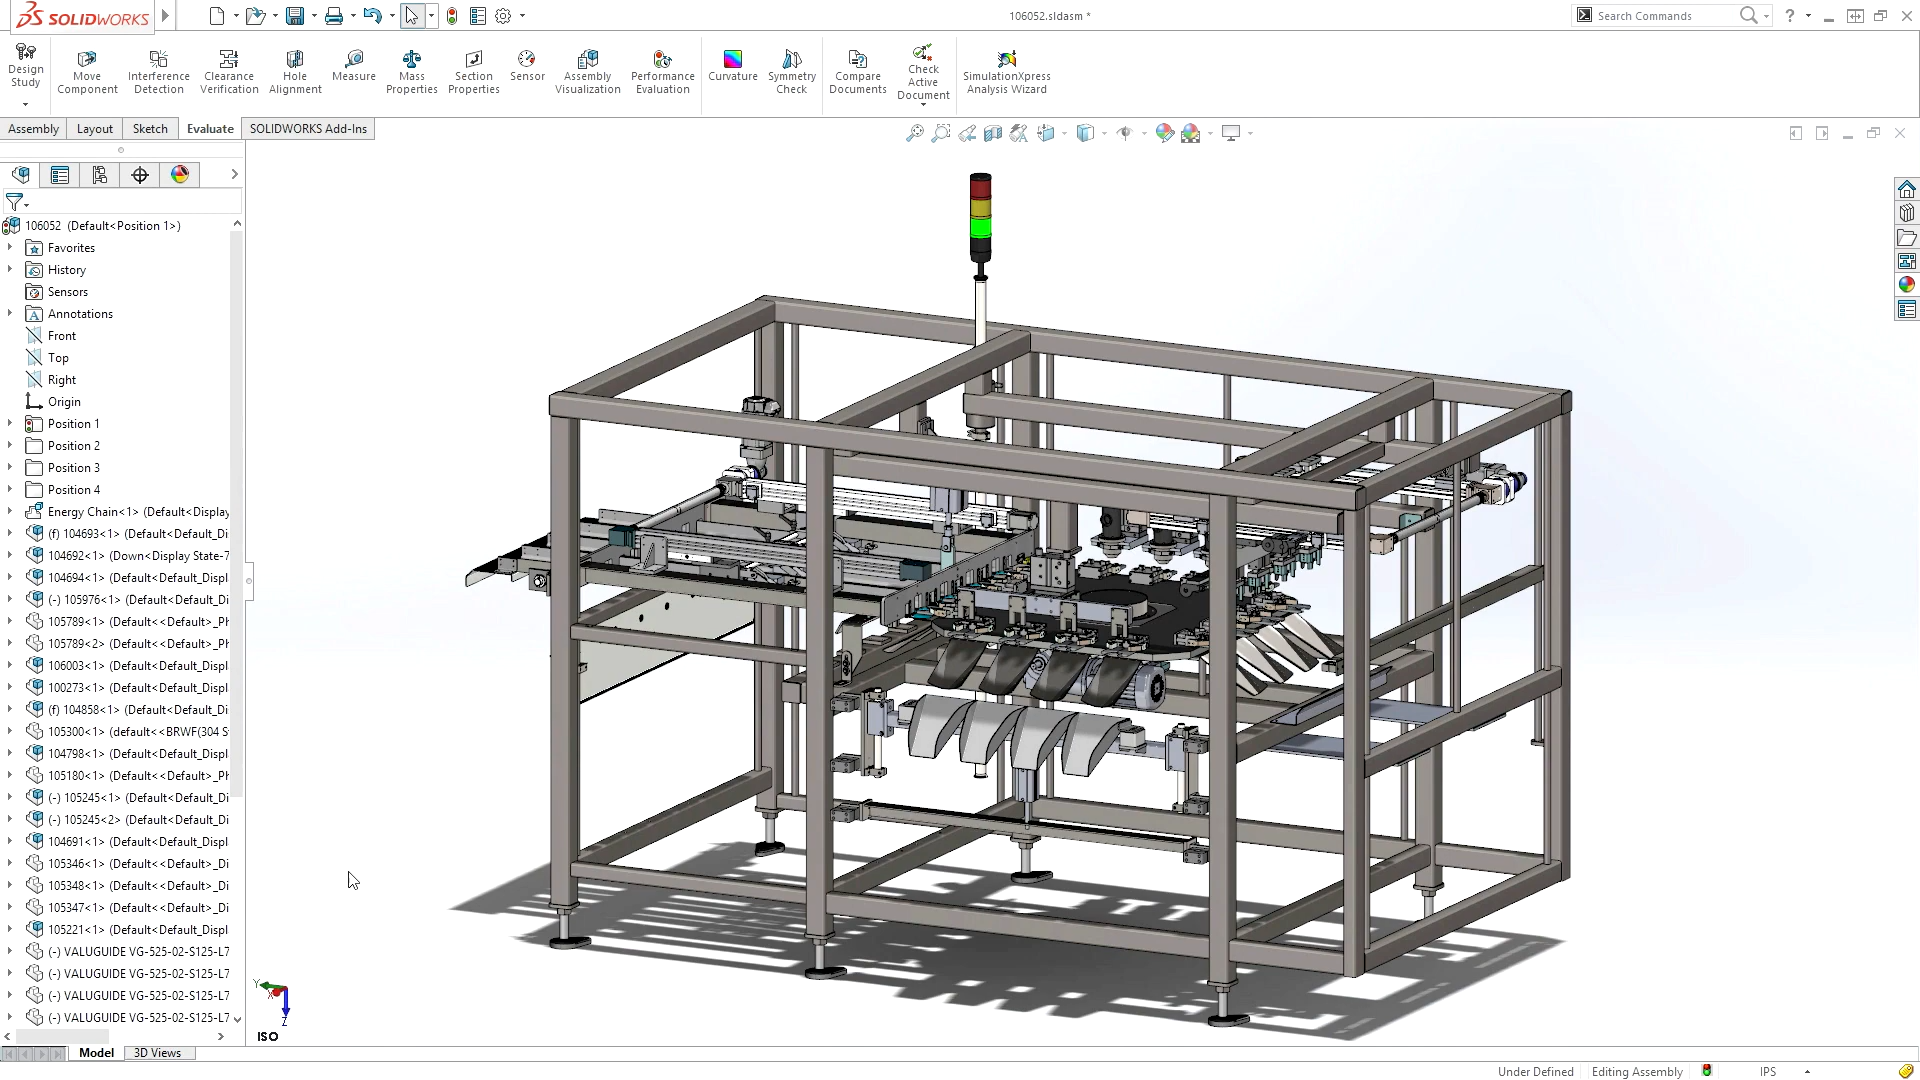 SOLIDWORKS
106052.sldasm *
Search Commands
Design Study
Move Component
Interference Detection
Clearance Verification
Hole Alignment
Measure
Mass Properties
Section Properties
Sensor
Assembly Visualization
Performance Evaluation
Curvature
Symmetry Check
Compare Documents
Check Active Document
SimulationXpress Analysis Wizard
Assembly
Layout
Sketch
Evaluate
SOLIDWORKS Add-Ins
106052 (Default<Position 1>)
Favorites
History
Sensors
Annotations
Front
Top
Right
Origin
Position 1
Position 2
Position 3
Position 4
Energy Chain<1> (Default<Display
(f) 104693<1> (Default<Default_Di
104692<1> (Down<Display State-7
104694<1> (Default<Default_Displ
(-) 105976<1> (Default<Default_Di
105789<1> (Default<<Default>_Ph
105789<2> (Default<<Default>_Ph
106003<1> (Default<Default_Displ
100273<1> (Default<Default_Displ
(f) 104858<1> (Default<Default_Di
105300<1> (default<<BRWF(304 S
104798<1> (Default<Default_Displ
105180<1> (Default<<Default>_Ph
(-) 105245<1> (Default<Default_Di
(-) 105245<2> (Default<Default_Di
104691<1> (Default<Default_Displ
105346<1> (Default<<Default>_Di
105348<1> (Default<<Default>_Di
105347<1> (Default<<Default>_Di
105221<1> (Default<Default_Displ
(-) VALUGUIDE VG-525-02-S125-L7
(-) VALUGUIDE VG-525-02-S125-L7
(-) VALUGUIDE VG-525-02-S125-L7
(-) VALUGUIDE VG-525-02-S125-L7
Y
X
Z
ISO
Model
3D Views
Under Defined
Editing Assembly
IPS